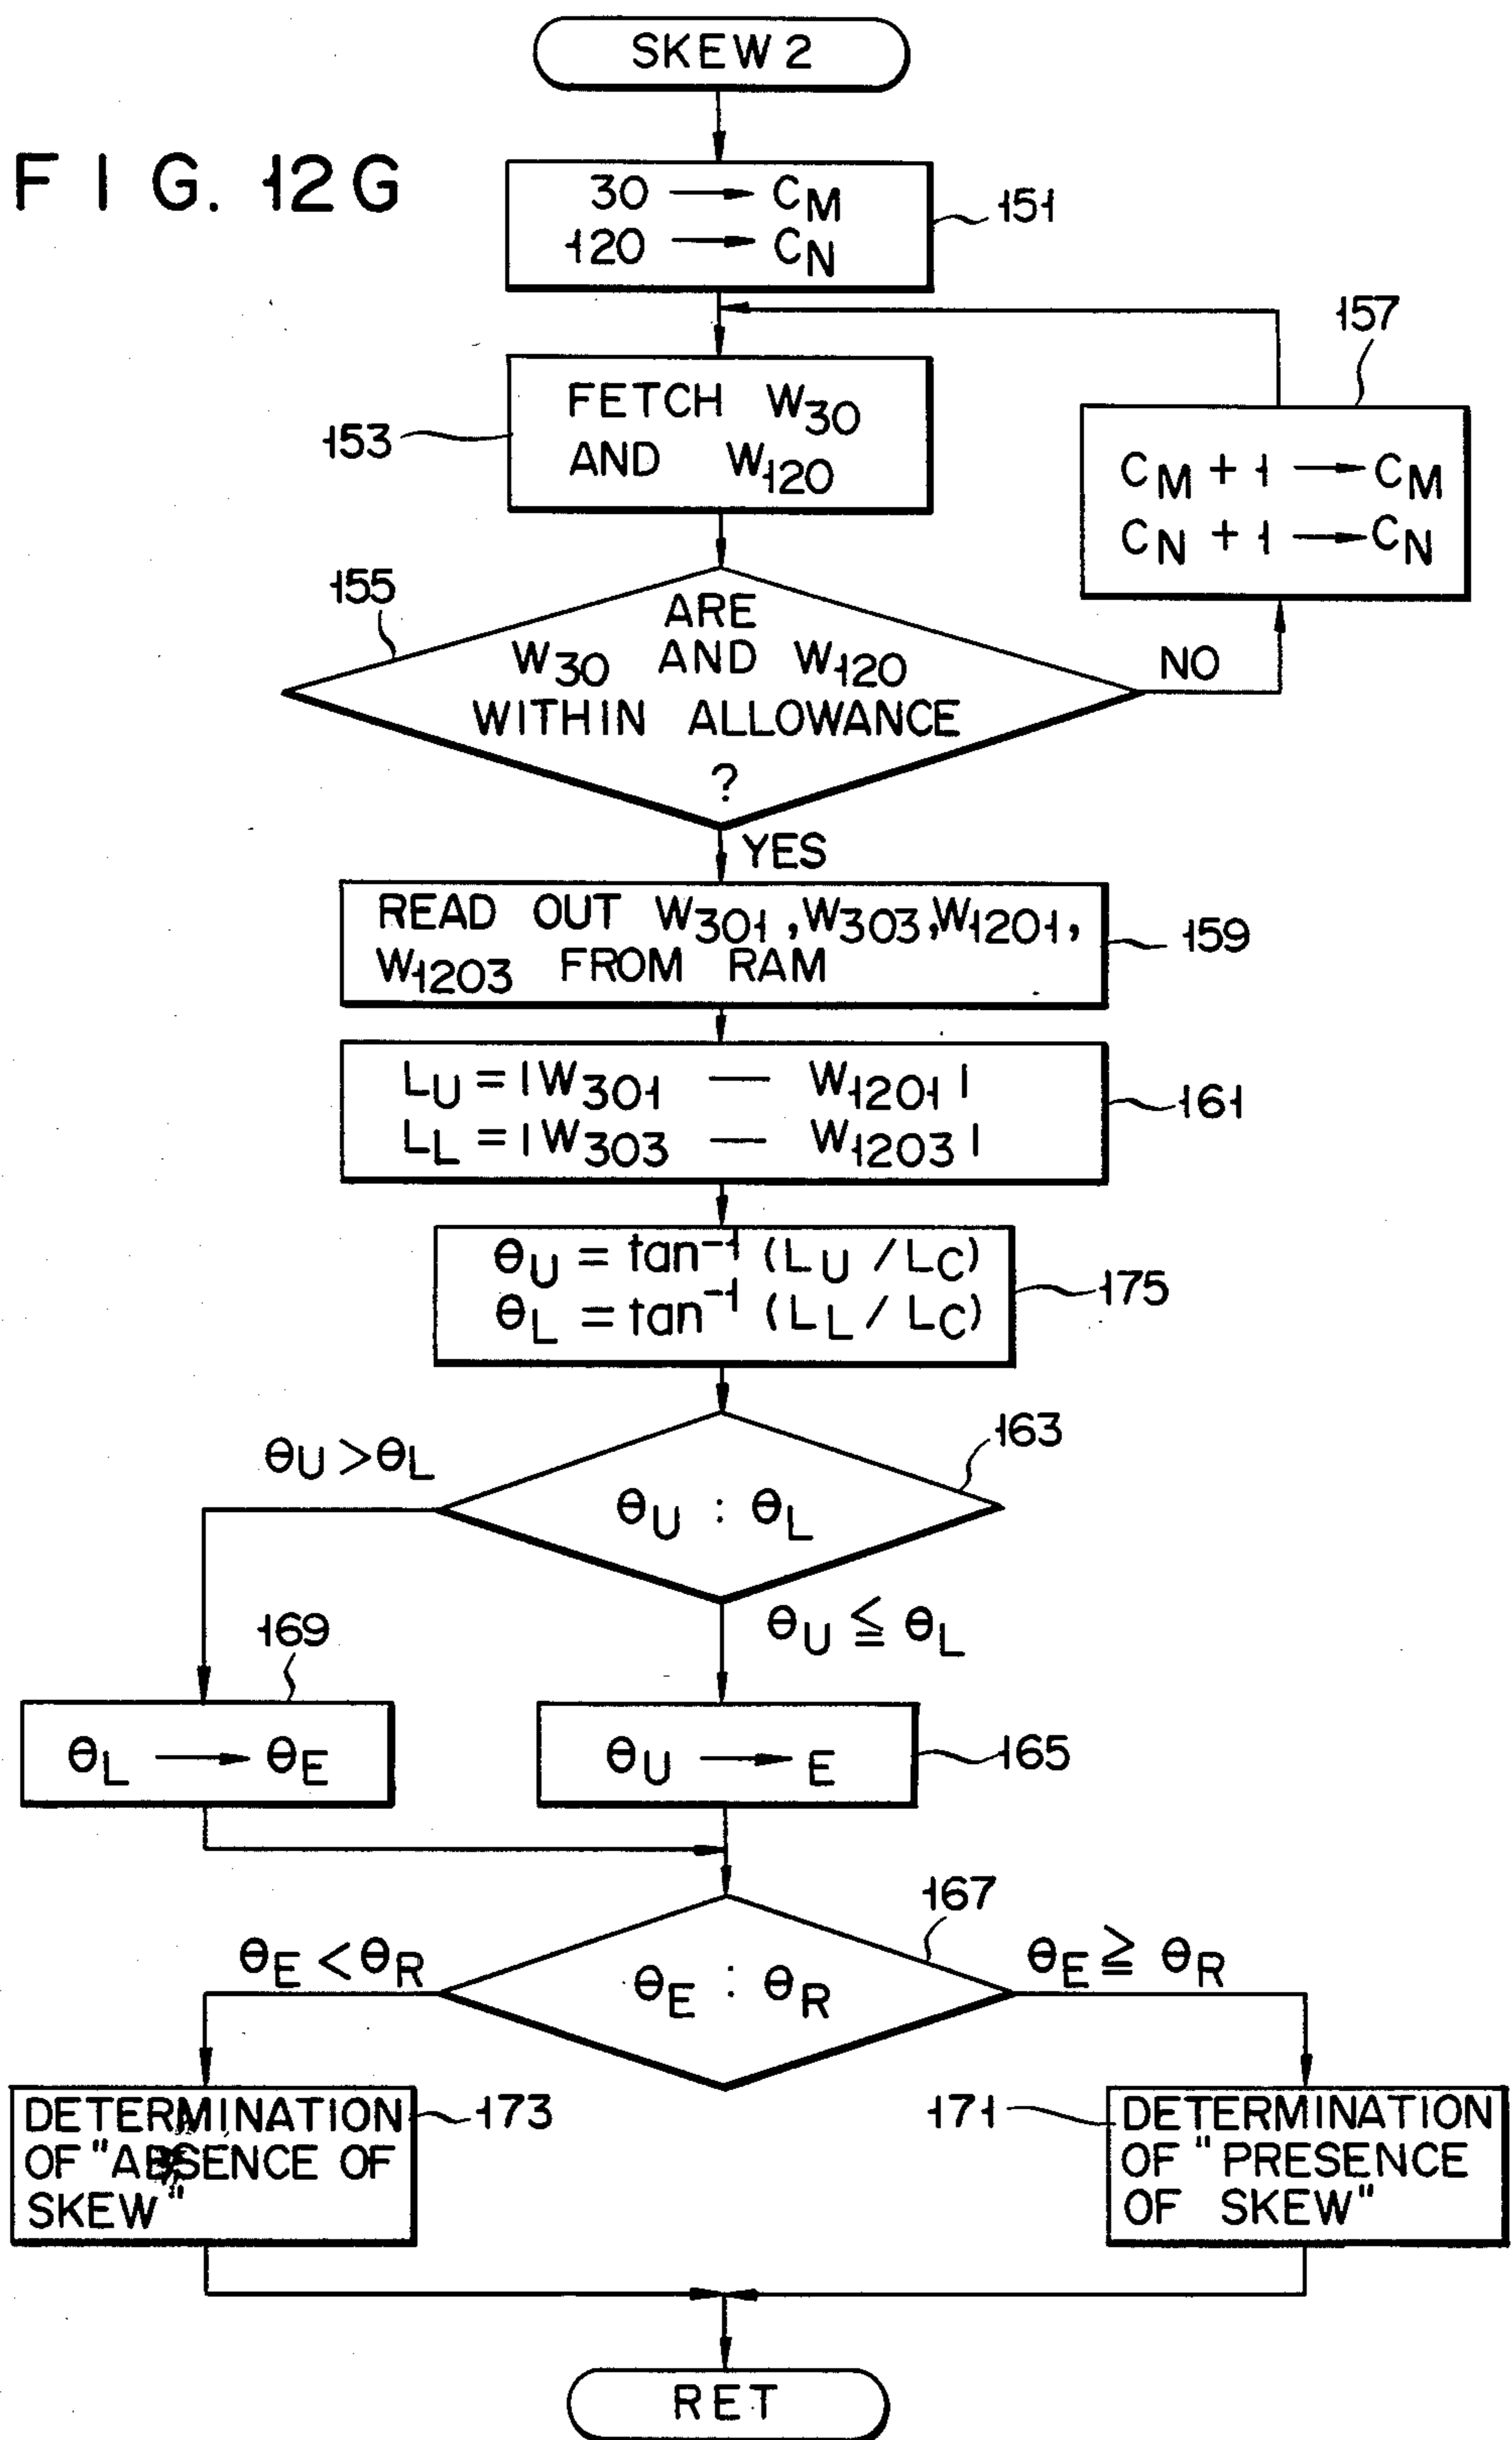 SKEW 2
FIG. 12G
30 → CM
120 → CN
151
157
FETCH W30
AND W120
153
CM + 1 → CM
CN + 1 → CN
155
ARE
W30 AND W120
WITHIN ALLOWANCE
?
NO
YES
READ OUT W301, W303, W1201,
W1203 FROM RAM
159
LU = |W301 — W1201|
LL = |W303 — W1203|
161
θU = tan⁻¹ (LU / LC)
θL = tan⁻¹ (LL / LC)
175
163
θU > θL
θU : θL
θU ≦ θL
169
θL → θE
θU → E
165
167
θE < θR
θE : θR
θE ≧ θR
DETERMINATION
OF "ABSENCE OF
SKEW"
173
171
DETERMINATION
OF "PRESENCE
OF SKEW"
RET